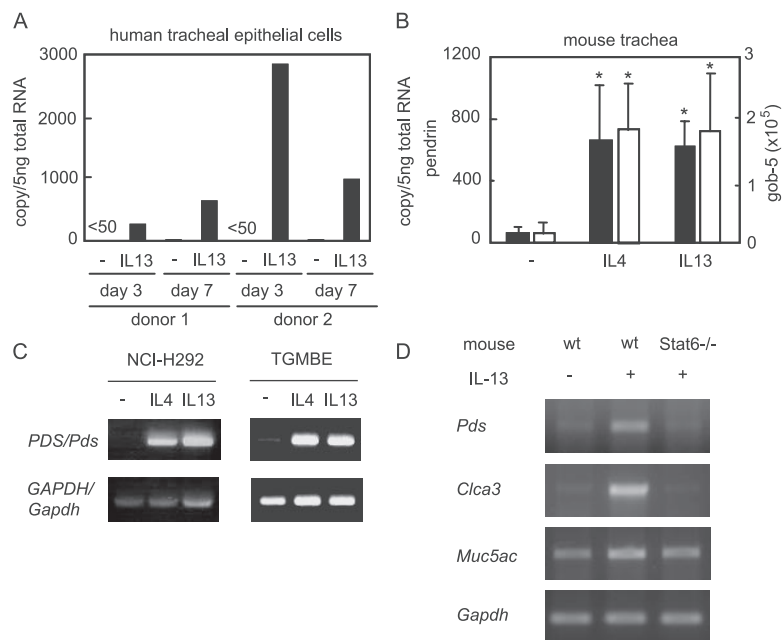 A
human tracheal epithelial cells
copy/5ng total RNA
3000
2000
1000
0
<50
<50
- IL13 - IL13 - IL13 - IL13
day 3 day 7 day 3 day 7
donor 1 donor 2
B
mouse trachea
copy/5ng total RNA
pendrin
1200
800
400
0
* * * *
3
2
1
0
gob-5 (x10⁵)
- IL4 IL13
C
NCI-H292 TGMBE
- IL4 IL13 - IL4 IL13
PDS/Pds
GAPDH/
Gapdh
D
mouse wt wt Stat6-/-
IL-13 - + +
Pds
Clca3
Muc5ac
Gapdh